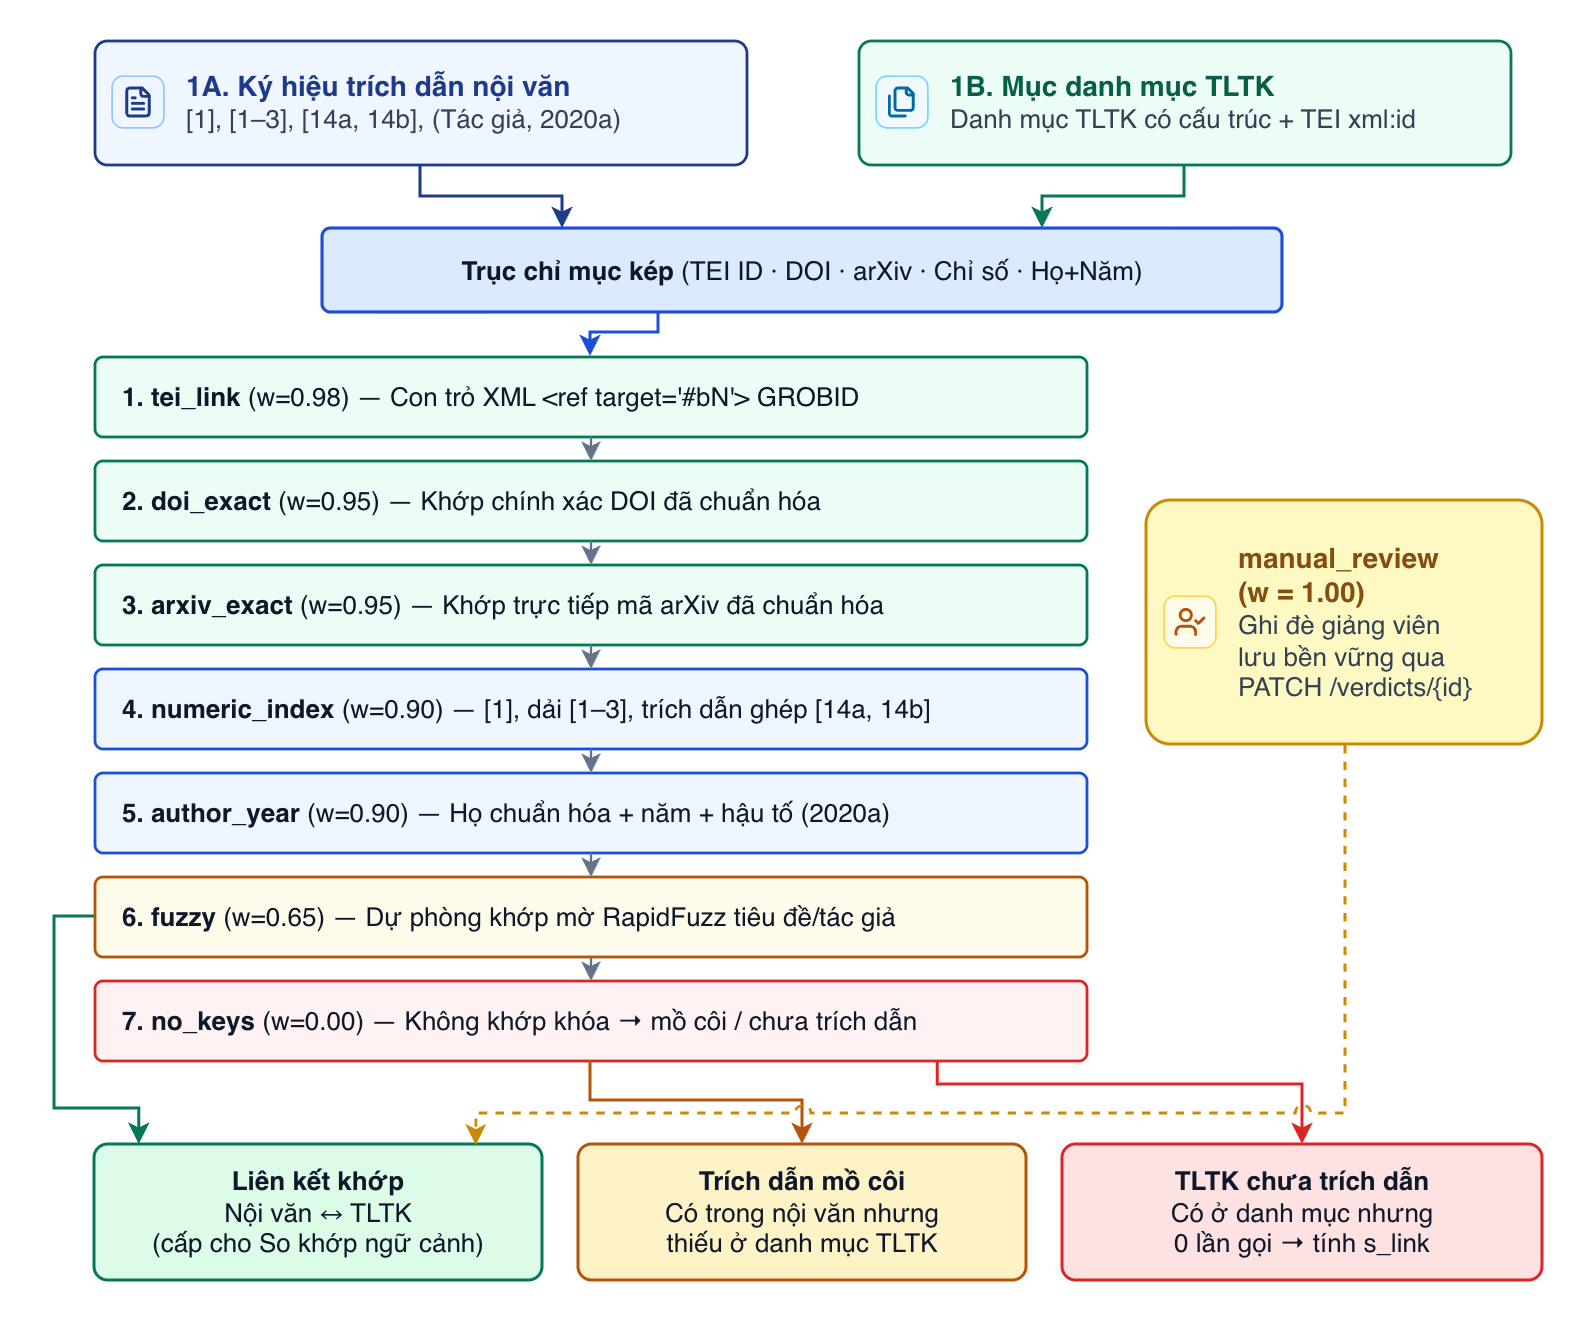 1A. Ký hiệu trích dẫn nội văn
[1], [1–3], [14a, 14b], (Tác giả, 2020a)
1B. Mục danh mục TLTK
Danh mục TLTK có cấu trúc + TEI xml:id
Trục chỉ mục kép (TEI ID · DOI · arXiv · Chỉ số · Họ+Năm)
1. tei_link (w=0.98) — Con trỏ XML <ref target='#bN'> GROBID
2. doi_exact (w=0.95) — Khớp chính xác DOI đã chuẩn hóa
3. arxiv_exact (w=0.95) — Khớp trực tiếp mã arXiv đã chuẩn hóa
4. numeric_index (w=0.90) — [1], dải [1–3], trích dẫn ghép [14a, 14b]
5. author_year (w=0.90) — Họ chuẩn hóa + năm + hậu tố (2020a)
6. fuzzy (w=0.65) — Dự phòng khớp mờ RapidFuzz tiêu đề/tác giả
7. no_keys (w=0.00) — Không khớp khóa → mồ côi / chưa trích dẫn
manual_review
(w = 1.00)
Ghi đè giảng viên
lưu bền vững qua
PATCH /verdicts/{id}
Liên kết khớp
Nội văn ↔ TLTK
(cấp cho So khớp ngữ cảnh)
Trích dẫn mồ côi
Có trong nội văn nhưng
thiếu ở danh mục TLTK
TLTK chưa trích dẫn
Có ở danh mục nhưng
0 lần gọi → tính s_link